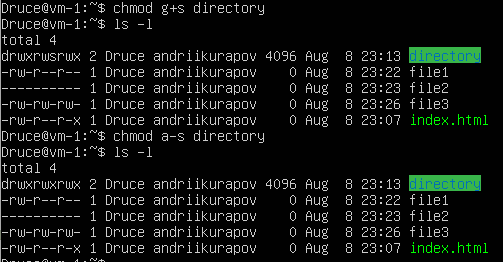 Druce@vm-1:~$ chmod g+s directory
Druce@vm-1:~$ ls -l
total 4
drwxrwsrwx 2 Druce andriikurapov 4096 Aug  8 23:13 directory
-rw-r--r-- 1 Druce andriikurapov    0 Aug  8 23:22 file1
---------- 1 Druce andriikurapov    0 Aug  8 23:23 file2
-rw-rw-rw- 1 Druce andriikurapov    0 Aug  8 23:26 file3
-rw-r--r-x 1 Druce andriikurapov    0 Aug  8 23:07 index.html
Druce@vm-1:~$ chmod a-s directory
Druce@vm-1:~$ ls -l
total 4
drwxrwxrwx 2 Druce andriikurapov 4096 Aug  8 23:13 directory
-rw-r--r-- 1 Druce andriikurapov    0 Aug  8 23:22 file1
---------- 1 Druce andriikurapov    0 Aug  8 23:23 file2
-rw-rw-rw- 1 Druce andriikurapov    0 Aug  8 23:26 file3
-rw-r--r-x 1 Druce andriikurapov    0 Aug  8 23:07 index.html
Druce@vm-1:~$